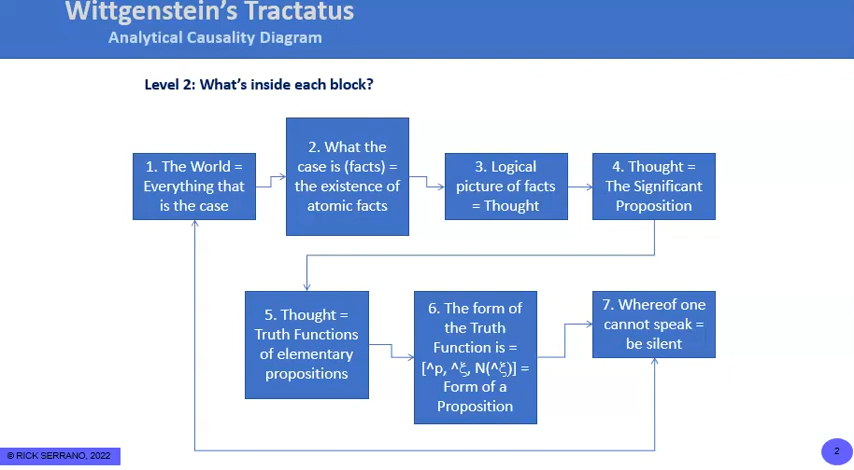 Wittgenstein's Tractatus
Analytical Causality Diagram
Level 2: What's inside each block?
1. The World =
Everything that
is the case
2. What the
case is (facts) =
the existence of
atomic facts
3. Logical
picture of facts
= Thought
4. Thought =
The Significant
Proposition
5. Thought =
Truth Functions
of elementary
propositions
6. The form of
the Truth
Function is =
[^p, ^ξ, N(^ξ)] =
Form of a
Proposition
7. Whereof one
cannot speak =
be silent
© RICK SERRANO, 2022
2